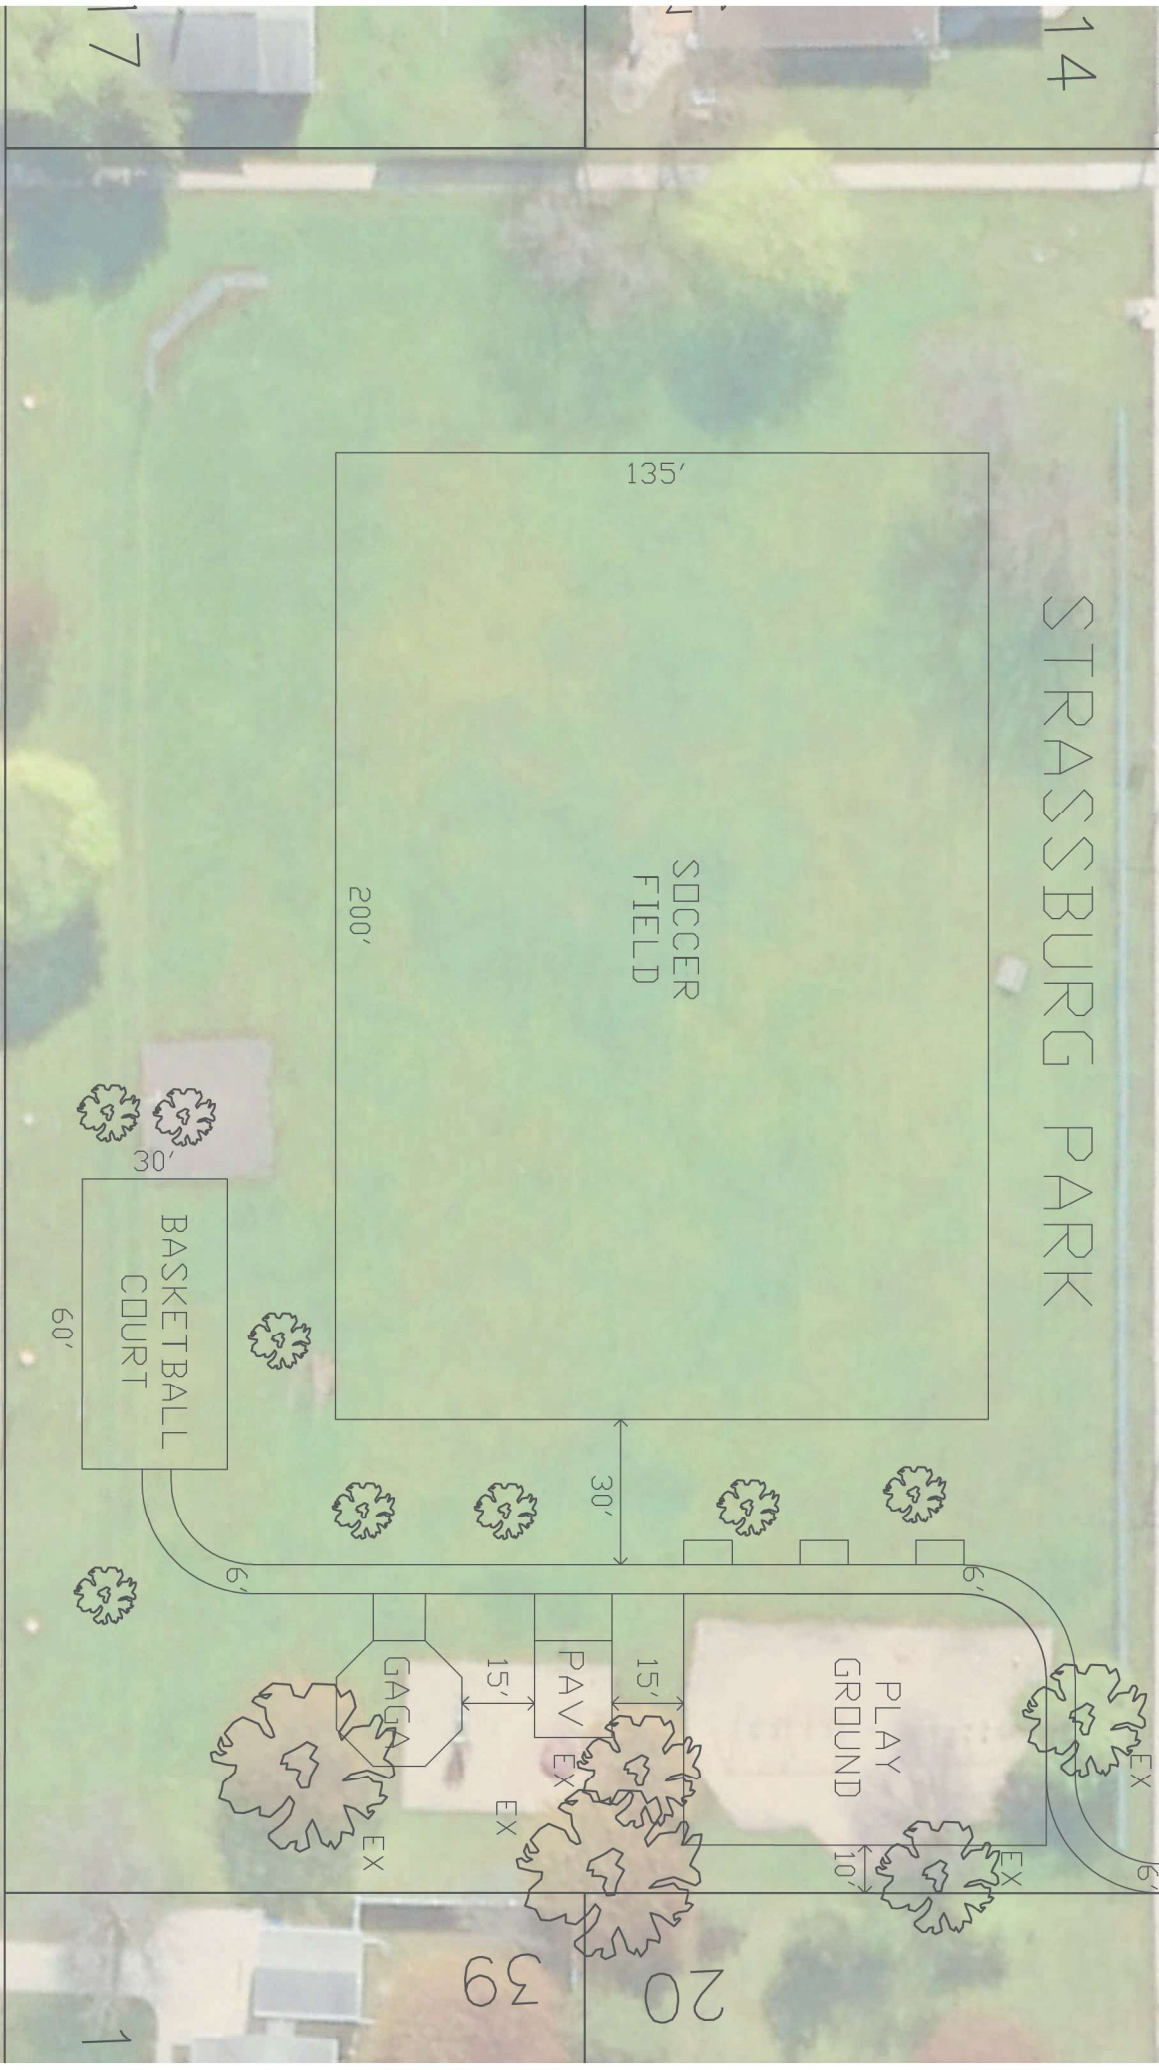 17
14
STRASSBURG PARK
135'
SOCCER
FIELD
200'
30'
BASKETBALL
COURT
60'
30'
6'
6'
GAGA
15'
PAV
15'
PLAY
GROUND
EX
EX
EX
EX
EX
10'
6'
39
20
1